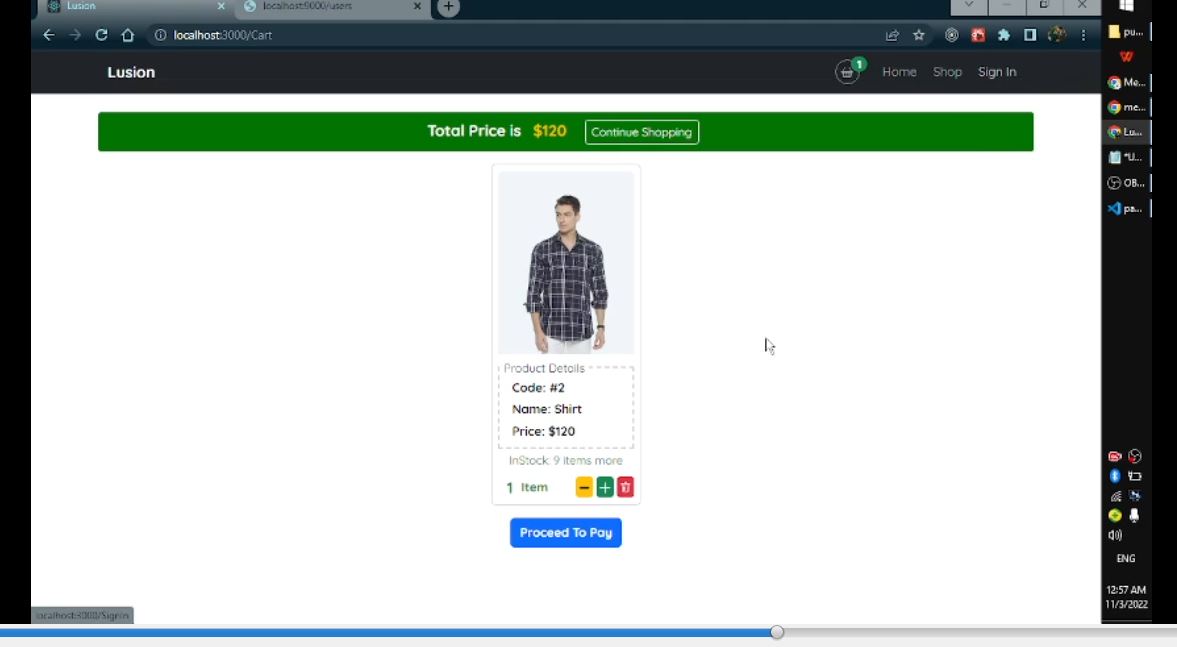 Lusion
localhost:9000/users
localhost:3000/Cart
Lusion
1
Home
Shop
Sign In
Total Price is $120
Continue Shopping
Product Details
Code: #2
Name: Shirt
Price: $120
InStock: 9 items more
1 Item
Proceed To Pay
localhost:3000/Signin
pu...
Me...
me...
Lu...
*U...
OB...
pa...
ENG
12:57 AM
11/3/2022